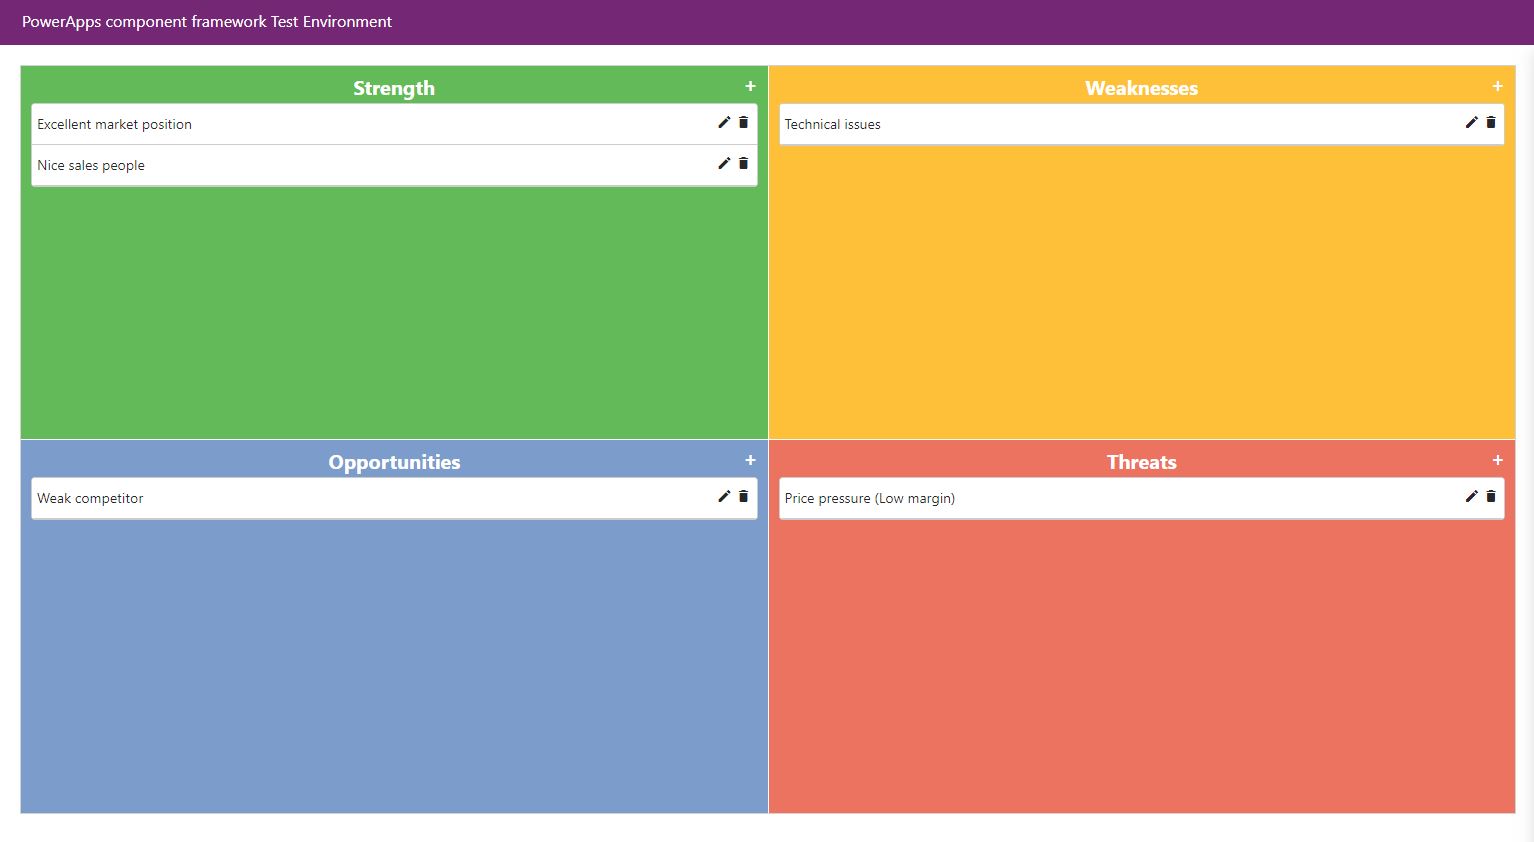 PowerApps component framework Test Environment
Strength +
Excellent market position
Nice sales people
Weaknesses +
Technical issues
Opportunities +
Weak competitor
Threats +
Price pressure (Low margin)